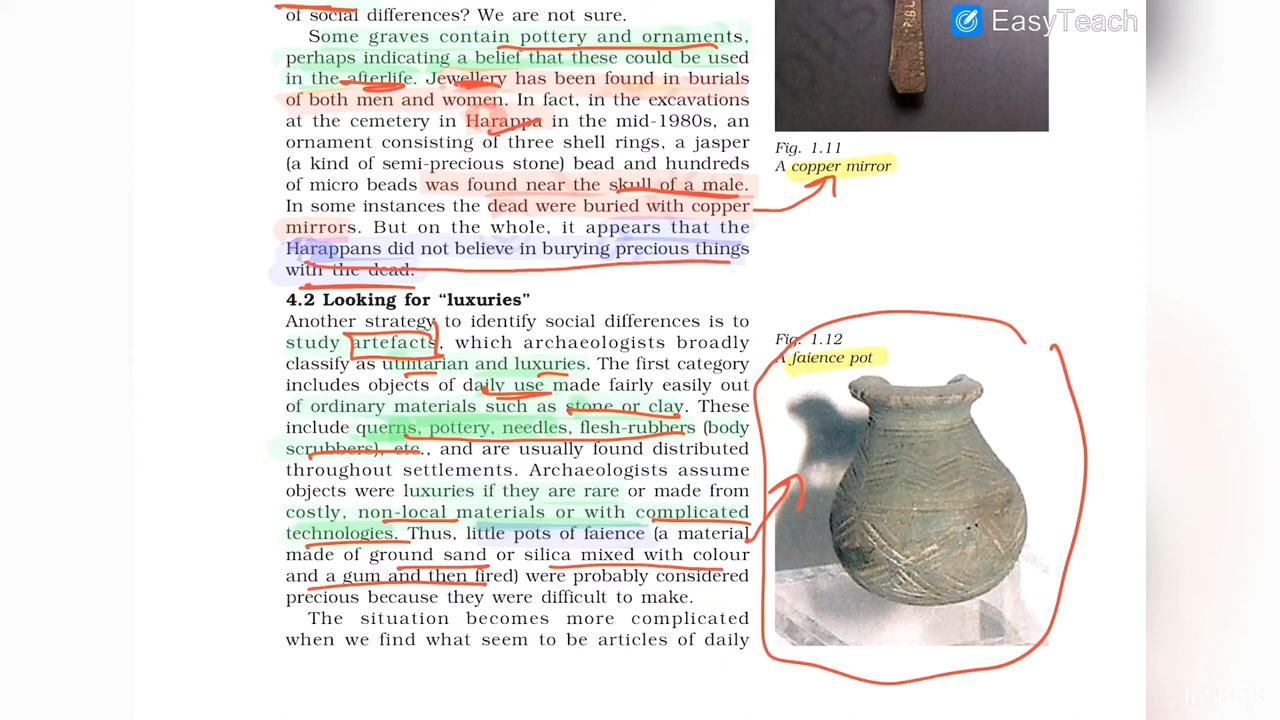 of social differences? We are not sure.
Some graves contain pottery and ornaments,
perhaps indicating a belief that these could be used
in the afterlife. Jewellery has been found in burials
of both men and women. In fact, in the excavations
at the cemetery in Harappa in the mid-1980s, an
ornament consisting of three shell rings, a jasper
(a kind of semi-precious stone) bead and hundreds
of micro beads was found near the skull of a male.
In some instances the dead were buried with copper
mirrors. But on the whole, it appears that the
Harappans did not believe in burying precious things
with the dead.
4.2 Looking for “luxuries”
Another strategy to identify social differences is to
study artefacts, which archaeologists broadly
classify as utilitarian and luxuries. The first category
includes objects of daily use made fairly easily out
of ordinary materials such as stone or clay. These
include querns, pottery, needles, flesh-rubbers (body
scrubbers), etc., and are usually found distributed
throughout settlements. Archaeologists assume
objects were luxuries if they are rare or made from
costly, non-local materials or with complicated
technologies. Thus, little pots of faience (a material
made of ground sand or silica mixed with colour
and a gum and then fired) were probably considered
precious because they were difficult to make.
The situation becomes more complicated
when we find what seem to be articles of daily
EasyTeach
Fig. 1.11
A copper mirror
Fig. 1.12
A faience pot